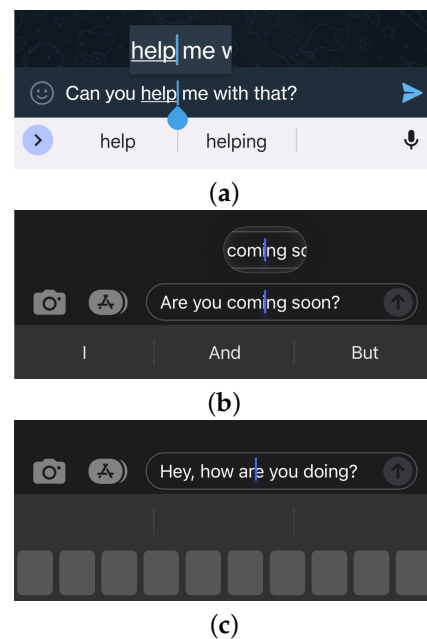 help me w
Can you help me with that?
help helping
(a)
coming so
Are you coming soon?
I And But
(b)
Hey, how are you doing?
(c)